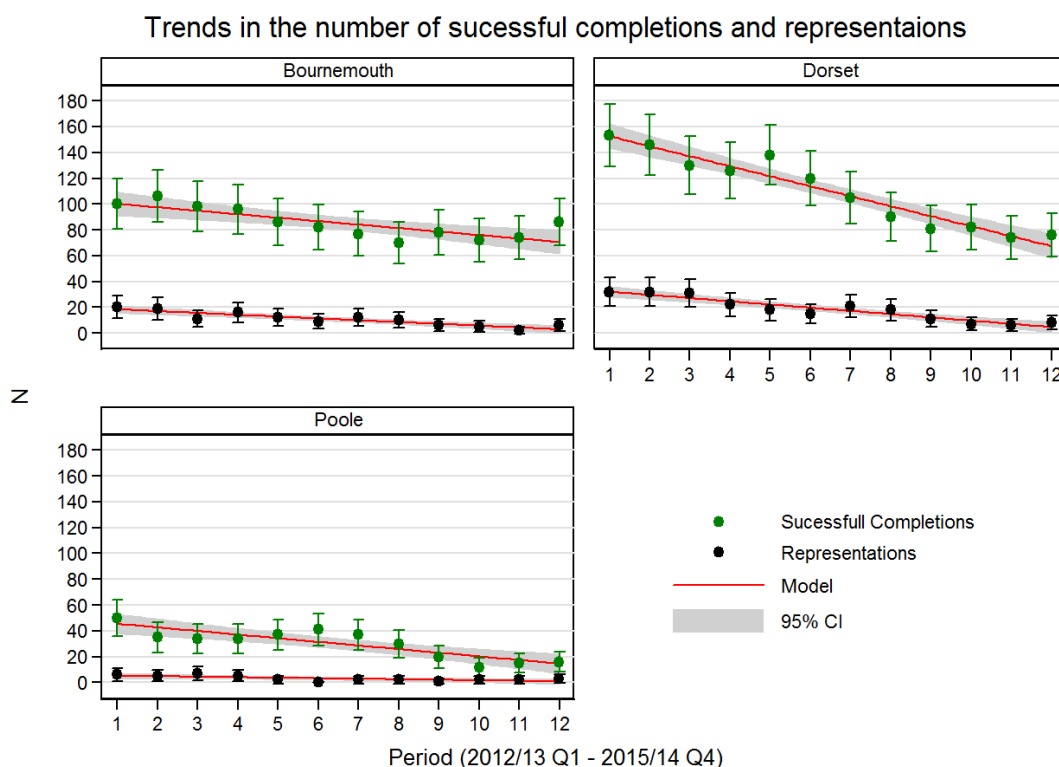 Trends in the number of sucessful completions and representaions
Bournemouth
Dorset
180
160
140
120
100
80
60
40
20
0
1 2 3 4 5 6 7 8 9 10 11 12
N
Poole
180
160
140
120
100
80
60
40
20
0
1 2 3 4 5 6 7 8 9 10 11 12
Sucessfull Completions
Representations
Model
95% CI
Period (2012/13 Q1 - 2015/14 Q4)